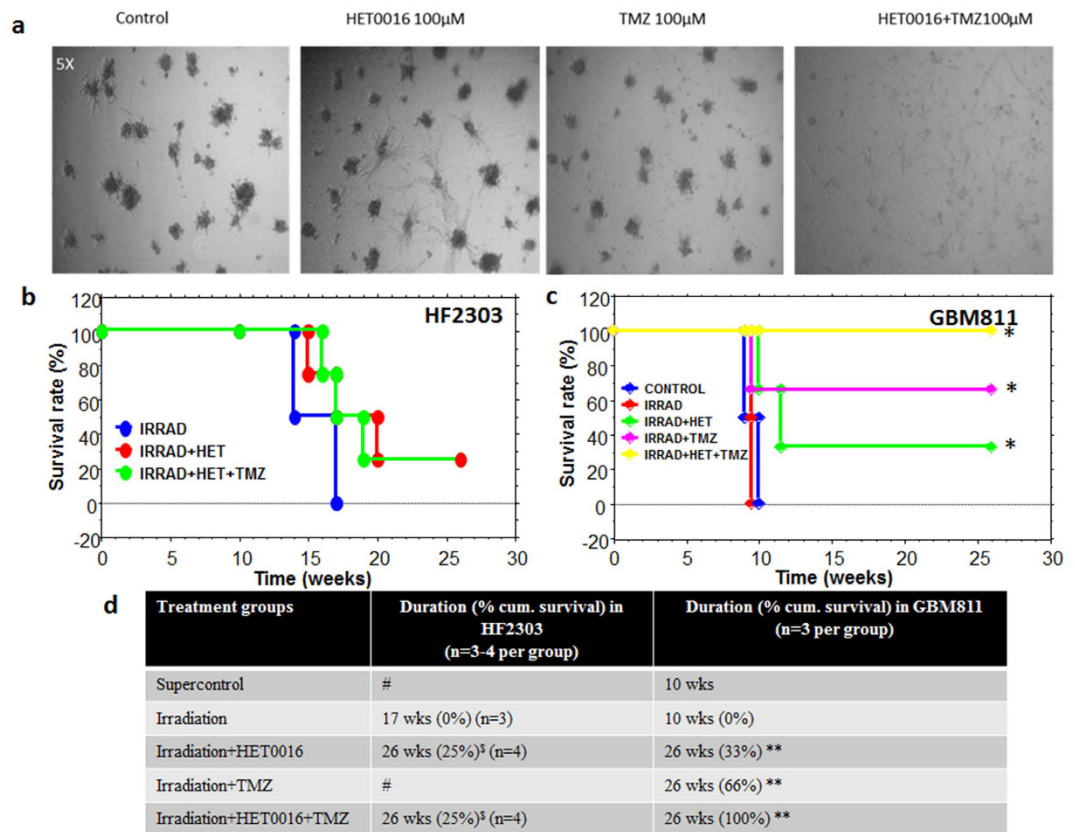 a
Control
HET0016 100µM
TMZ 100µM
HET0016+TMZ100µM
5X
b
HF2303
Survival rate (%)
120
100
80
60
40
20
0
-20
IRRAD
IRRAD+HET
IRRAD+HET+TMZ
0 5 10 15 20 25 30
Time (weeks)
c
GBM811
Survival rate (%)
120
100
80
60
40
20
0
-20
CONTROL
IRRAD
IRRAD+HET
IRRAD+TMZ
IRRAD+HET+TMZ
*
*
*
0 5 10 15 20 25 30
Time (weeks)
d
Treatment groups
Duration (% cum. survival) in
HF2303
(n=3-4 per group)
Duration (% cum. survival) in GBM811
(n=3 per group)
Supercontrol # 10 wks
Irradiation 17 wks (0%) (n=3) 10 wks (0%)
Irradiation+HET0016 26 wks (25%)$ (n=4) 26 wks (33%) **
Irradiation+TMZ # 26 wks (66%) **
Irradiation+HET0016+TMZ 26 wks (25%)$ (n=4) 26 wks (100%) **